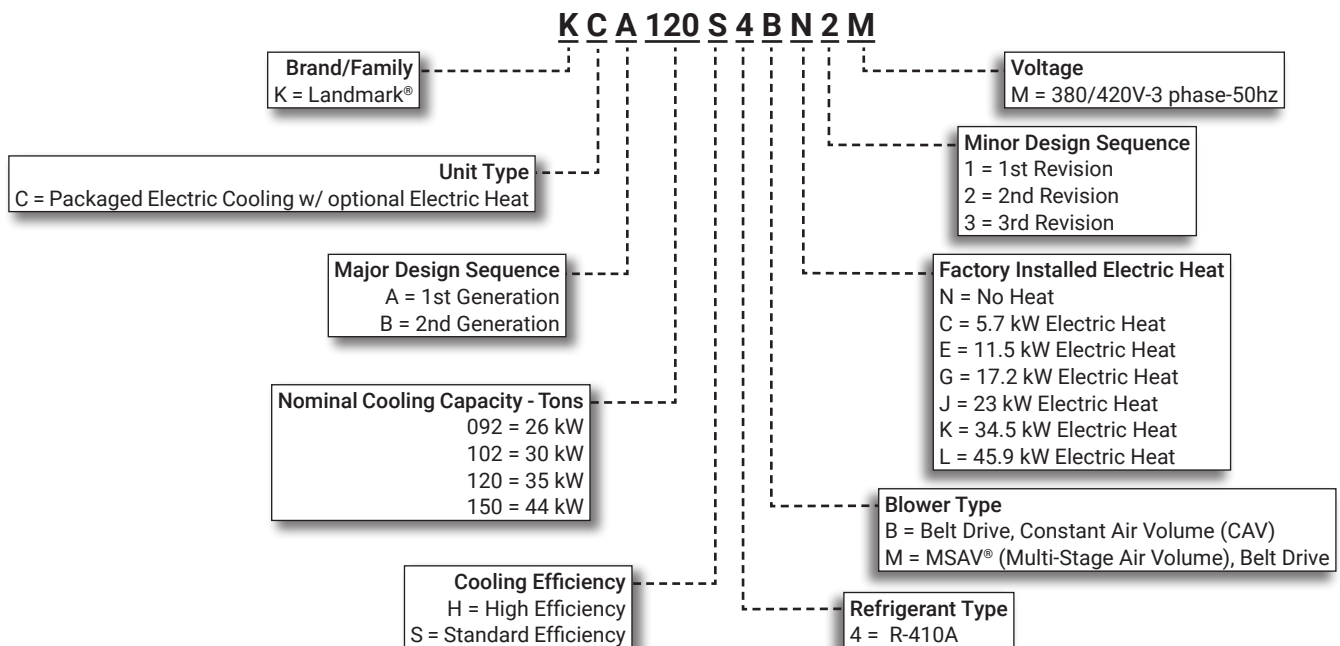 K C A 120 S 4 B N 2 M
Brand/Family
K = Landmark®
Unit Type
C = Packaged Electric Cooling w/ optional Electric Heat
Major Design Sequence
A = 1st Generation
B = 2nd Generation
Nominal Cooling Capacity - Tons
092 = 26 kW
102 = 30 kW
120 = 35 kW
150 = 44 kW
Cooling Efficiency
H = High Efficiency
S = Standard Efficiency
Voltage
M = 380/420V-3 phase-50hz
Minor Design Sequence
1 = 1st Revision
2 = 2nd Revision
3 = 3rd Revision
Factory Installed Electric Heat
N = No Heat
C = 5.7 kW Electric Heat
E = 11.5 kW Electric Heat
G = 17.2 kW Electric Heat
J = 23 kW Electric Heat
K = 34.5 kW Electric Heat
L = 45.9 kW Electric Heat
Blower Type
B = Belt Drive, Constant Air Volume (CAV)
M = MSAV® (Multi-Stage Air Volume), Belt Drive
Refrigerant Type
4 = R-410A